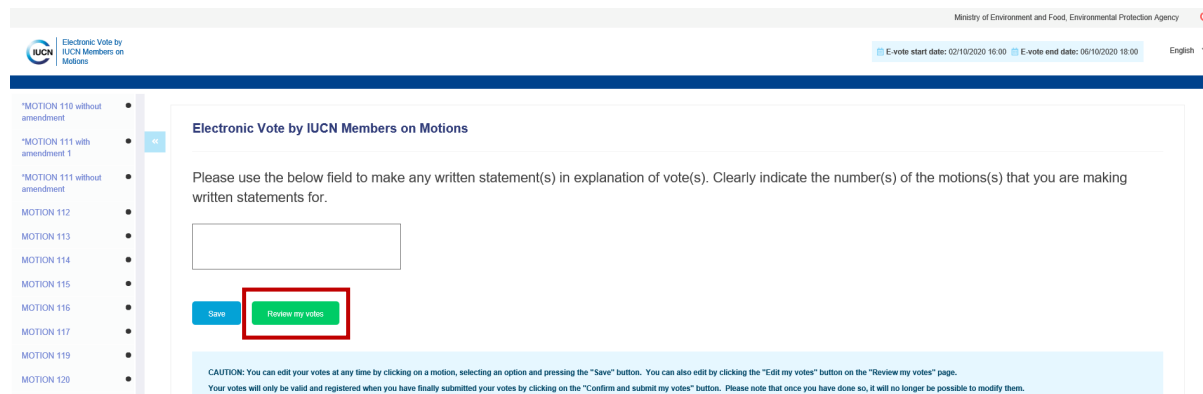 Ministry of Environment and Food, Environmental Protection Agency
IUCN
Electronic Vote by
IUCN Members on
Motions
E-vote start date: 02/10/2020 16:00 E-vote end date: 06/10/2020 18:00
English
*MOTION 110 without
amendment
*MOTION 111 with
amendment 1
*MOTION 111 without
amendment
MOTION 112
MOTION 113
MOTION 114
MOTION 115
MOTION 116
MOTION 117
MOTION 119
MOTION 120
«
Electronic Vote by IUCN Members on Motions
Please use the below field to make any written statement(s) in explanation of vote(s). Clearly indicate the number(s) of the motions(s) that you are making
written statements for.
Save
Review my votes
CAUTION: You can edit your votes at any time by clicking on a motion, selecting an option and pressing the "Save" button. You can also edit by clicking the "Edit my votes" button on the "Review my votes" page.
Your votes will only be valid and registered when you have finally submitted your votes by clicking on the "Confirm and submit my votes" button. Please note that once you have done so, it will no longer be possible to modify them.